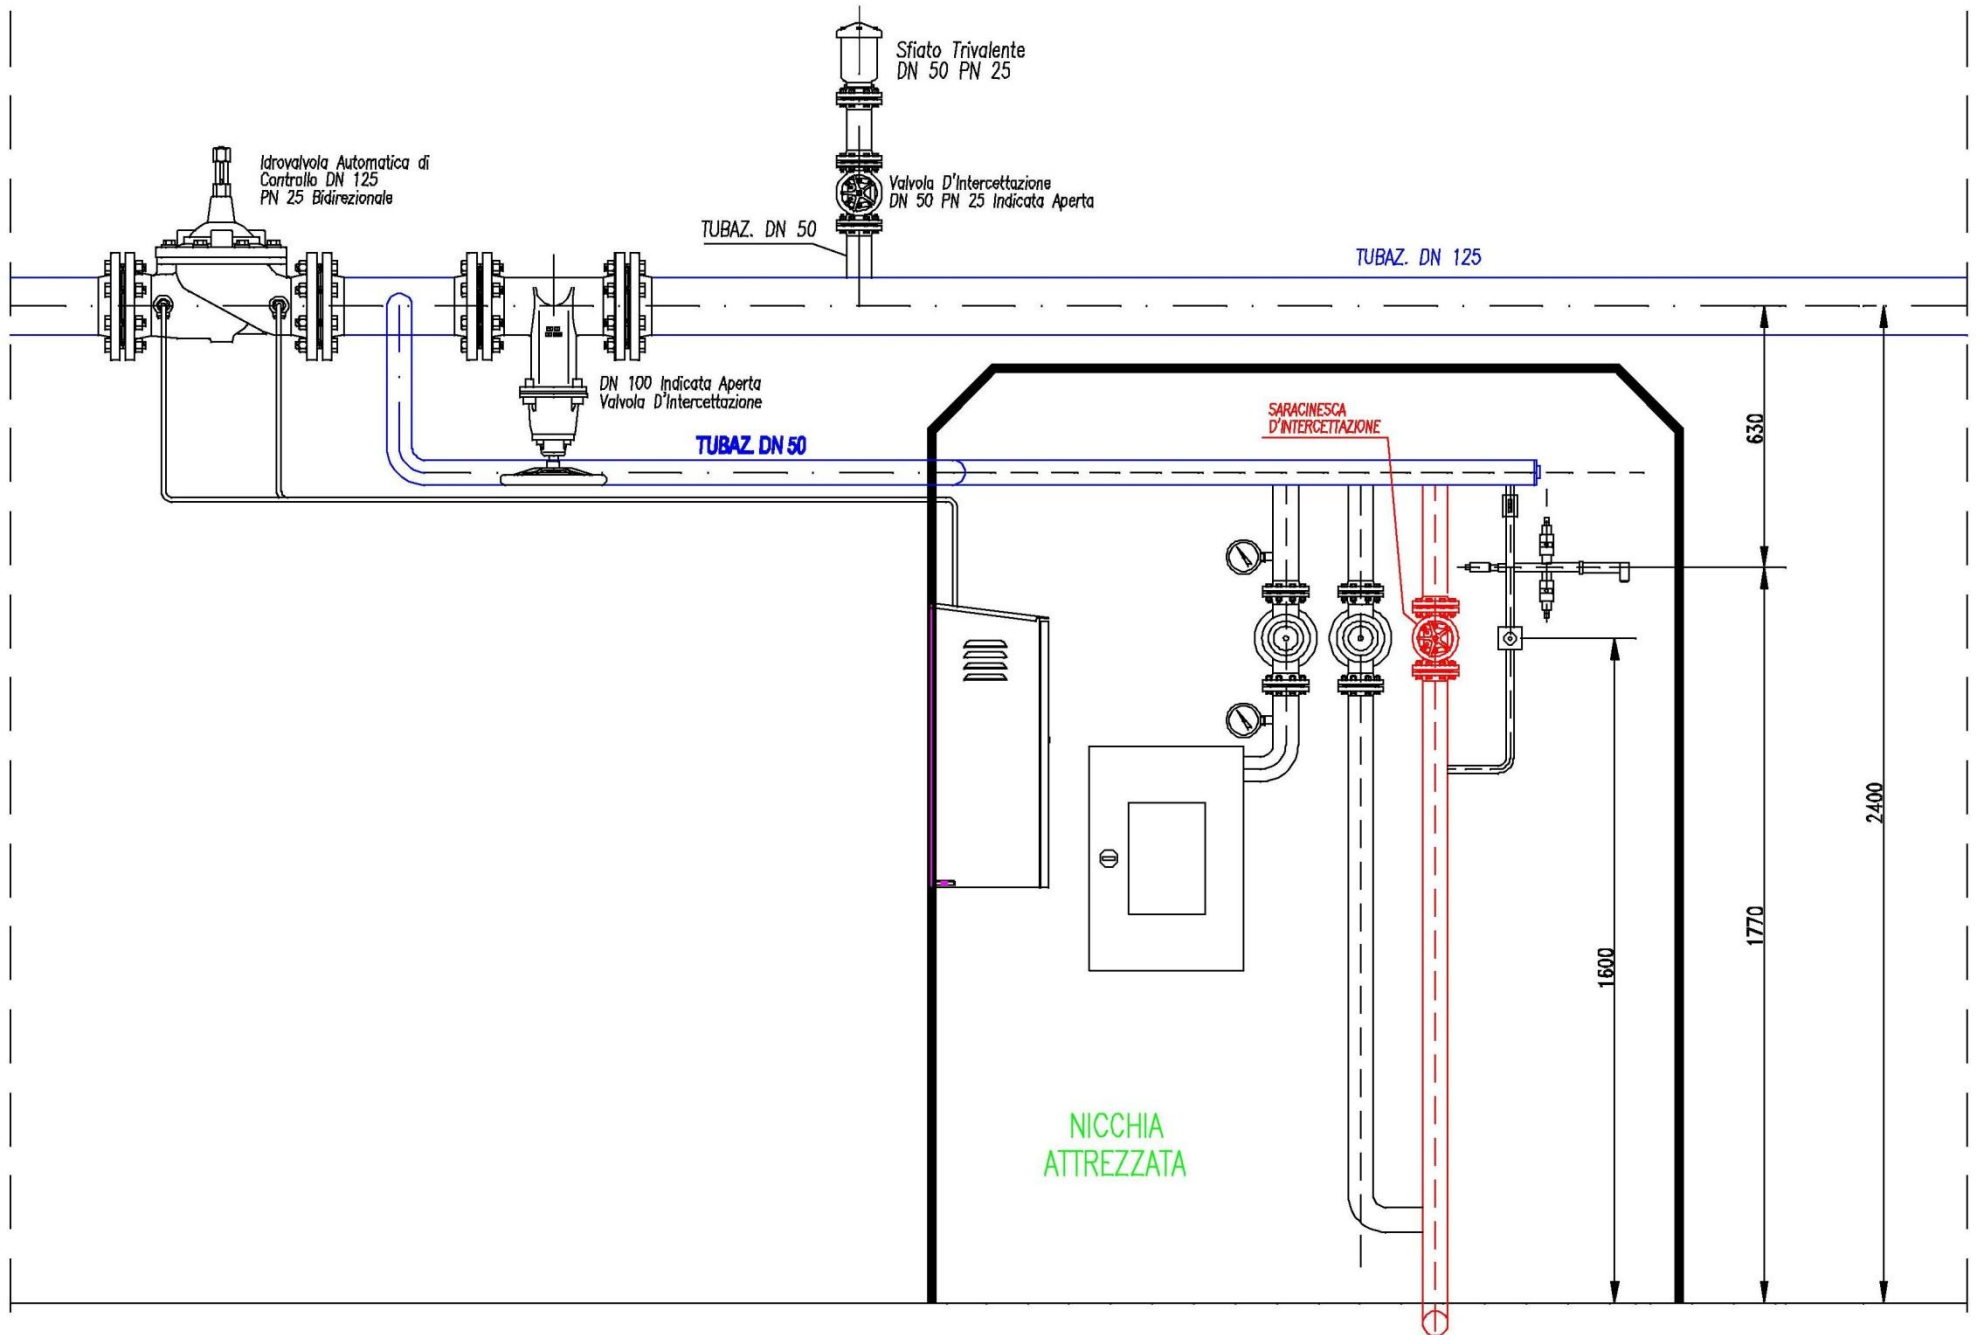 Sfiato Trivalente
DN 50 PN 25
Idrovalvola Automatica di
Controllo DN 125
PN 25 Bidirezionale
Valvola D'Intercettazione
DN 50 PN 25 Indicata Aperta
TUBAZ. DN 50
TUBAZ. DN 125
DN 100 Indicata Aperta
Valvola D'Intercettazione
TUBAZ. DN 50
SARACINESCA
D'INTERCETTAZIONE
630
2400
1770
1600
NICCHIA
ATTREZZATA